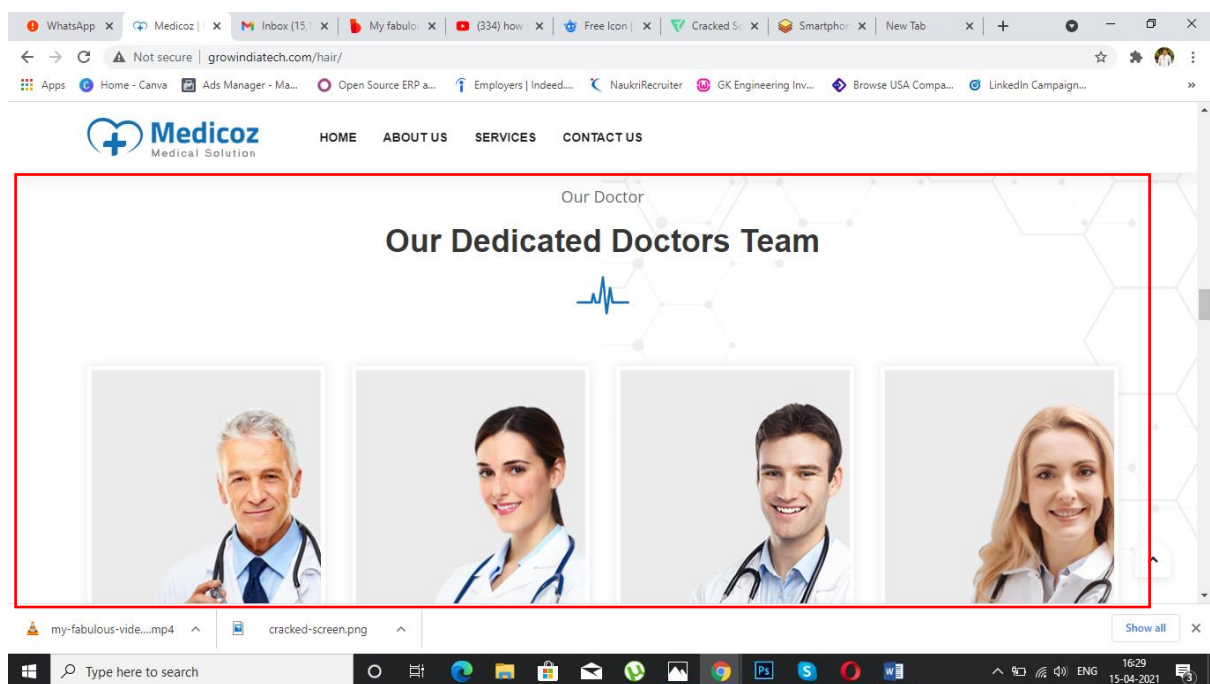 WhatsApp
Medicoz |
Inbox (15,
My fabulo
(334) how
Free Icon |
Cracked Sc
Smartphon
New Tab
Not secure | growindiatech.com/hair/
Apps
Home - Canva
Ads Manager - Ma...
Open Source ERP a...
Employers | Indeed....
NaukriRecruiter
GK Engineering Inv...
Browse USA Compa...
LinkedIn Campaign...
»
Medicoz
Medical Solution
HOME
ABOUT US
SERVICES
CONTACT US
Our Doctor
Our Dedicated Doctors Team
my-fabulous-vide....mp4
cracked-screen.png
Show all
Type here to search
Ps
S
W
ENG
16:29
15-04-2021
3